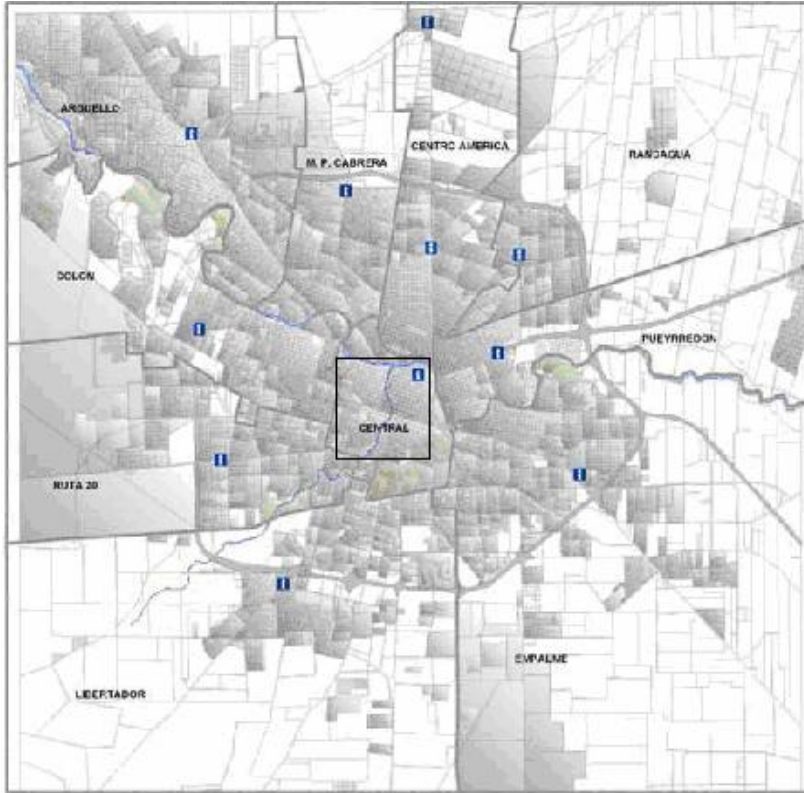 ARGUELLO
CENTRO AMERICA
M. F. CABRERA
RANCAGUA
COLON
PUEYRREDON
CENTRAL
RUTA 20
EMPALME
LIBERTADOR